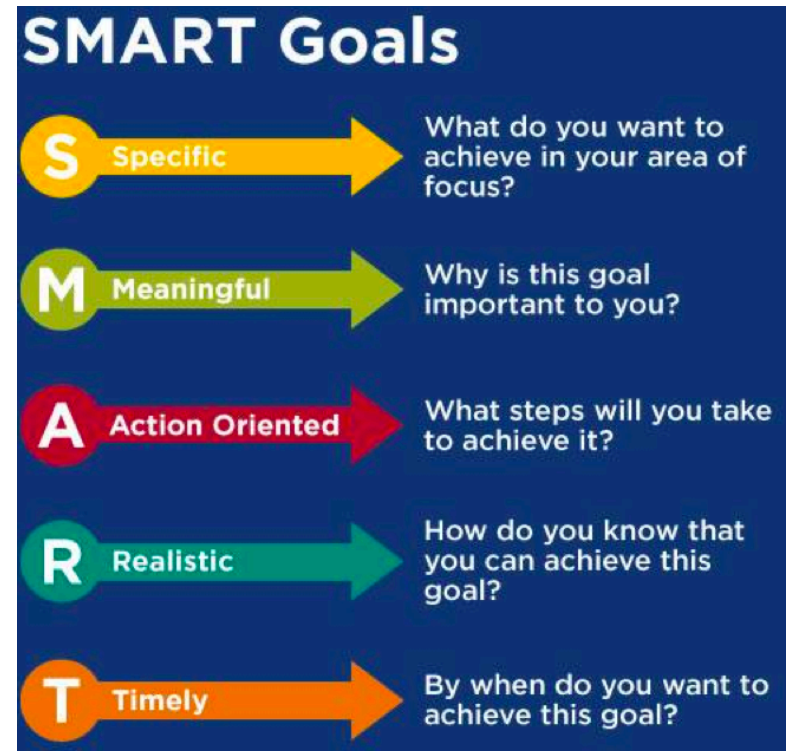 SMART Goals
S Specific
What do you want to
achieve in your area of
focus?
M Meaningful
Why is this goal
important to you?
A Action Oriented
What steps will you take
to achieve it?
R Realistic
How do you know that
you can achieve this
goal?
T Timely
By when do you want to
achieve this goal?